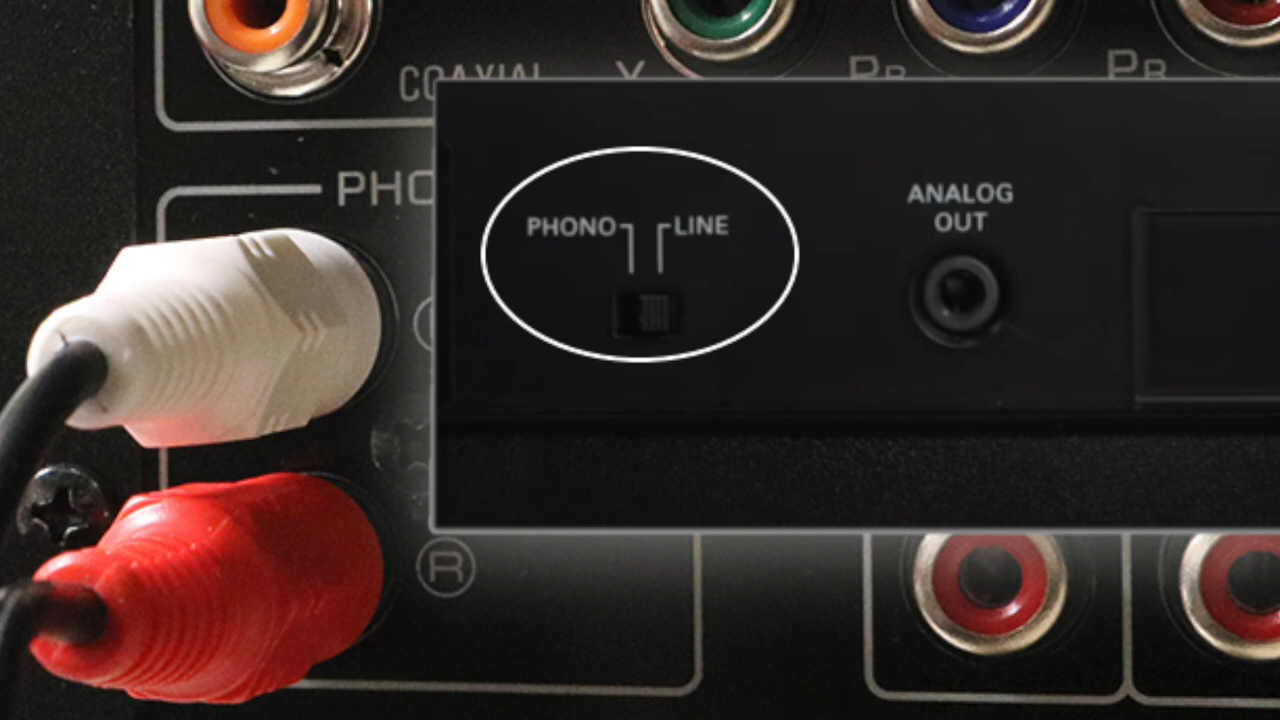 COAXIAL
Y
PB
PR
PHO
PHONO
LINE
ANALOG
OUT
R